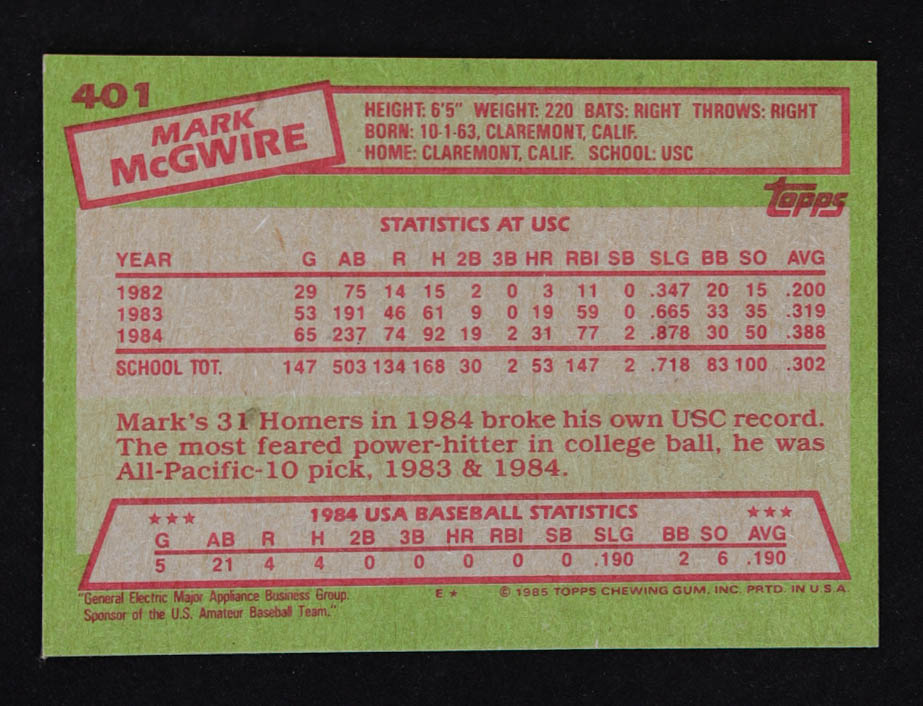 401
MARK
McGWIRE
HEIGHT: 6'5" WEIGHT: 220 BATS: RIGHT THROWS: RIGHT
BORN: 10-1-63, CLAREMONT, CALIF.
HOME: CLAREMONT, CALIF. SCHOOL: USC
topps
STATISTICS AT USC
YEAR G AB R H 2B 3B HR RBI SB SLG BB SO AVG
1982 29 75 14 15 2 0 3 11 0 .347 20 15 .200
1983 53 191 46 61 9 0 19 59 0 .665 33 35 .319
1984 65 237 74 92 19 2 31 77 2 .878 30 50 .388
SCHOOL TOT. 147 503 134 168 30 2 53 147 2 .718 83 100 .302
Mark's 31 Homers in 1984 broke his own USC record.
The most feared power-hitter in college ball, he was
All-Pacific-10 pick, 1983 & 1984.
★★★ 1984 USA BASEBALL STATISTICS ★★★
G AB R H 2B 3B HR RBI SB SLG BB SO AVG
5 21 4 4 0 0 0 0 0 .190 2 6 .190
"General Electric Major Appliance Business Group.
Sponsor of the U.S. Amateur Baseball Team."
E ★ © 1985 TOPPS CHEWING GUM, INC. PRTD. IN U.S.A.